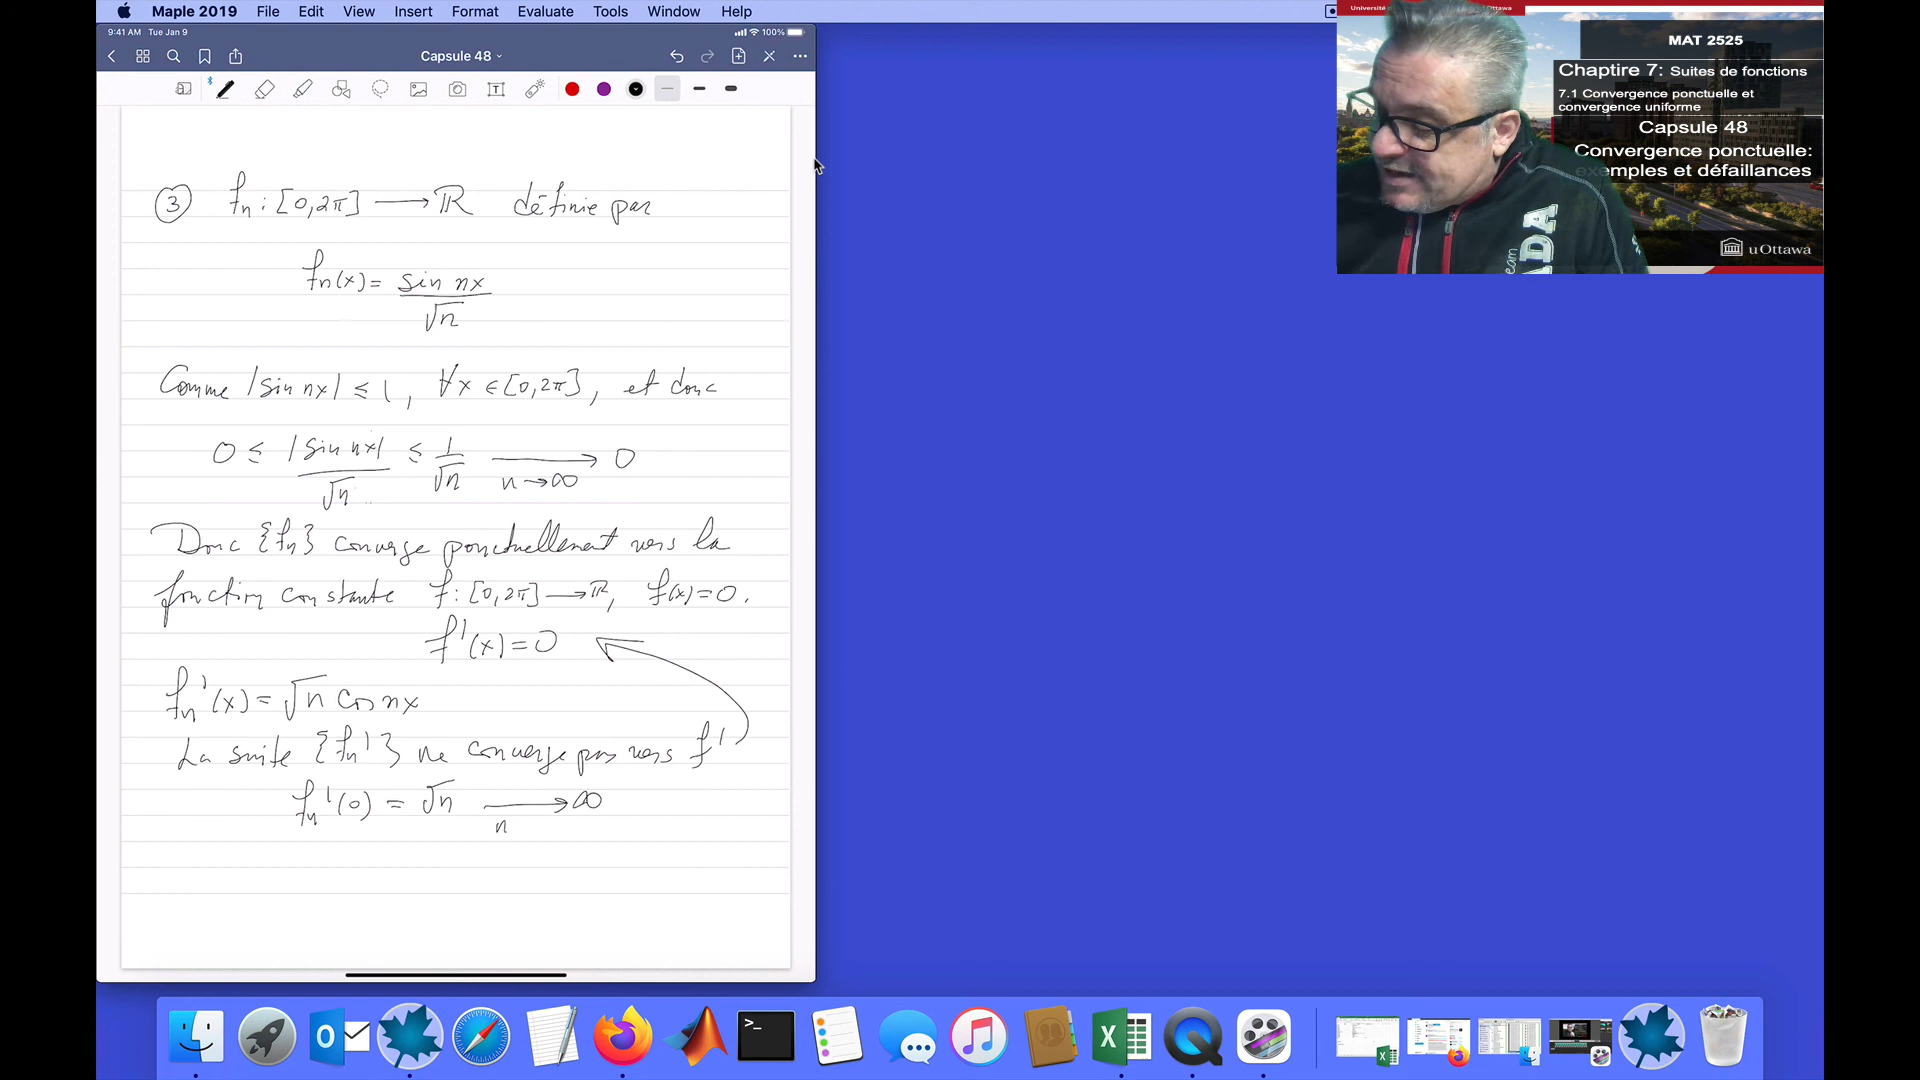 Maple 2019 File Edit View Insert Format Evaluate Tools Window Help
9:41 AM Tue Jan 9 100%
Capsule 48
③ fₙ : [0, 2π] ⟶ ℝ définie par
fₙ(x) = sin nx / √n
Comme |sin nx| ≤ 1, ∀x ∈ [0, 2π], et donc
0 ≤ |sin nx| / √n ≤ 1 / √n ⟶ 0
n → ∞
Donc {fₙ} converge ponctuellement vers la
fonction constante f : [0, 2π] ⟶ ℝ, f(x) = 0.
f'(x) = 0
fₙ'(x) = √n cos nx
La suite {fₙ'} ne converge pas vers f'
fₙ'(0) = √n ⟶ ∞
n
MAT 2525
Chaptire 7: Suites de fonctions
7.1 Convergence ponctuelle et
convergence uniforme
Capsule 48
Convergence ponctuelle:
exemples et défaillances
uOttawa